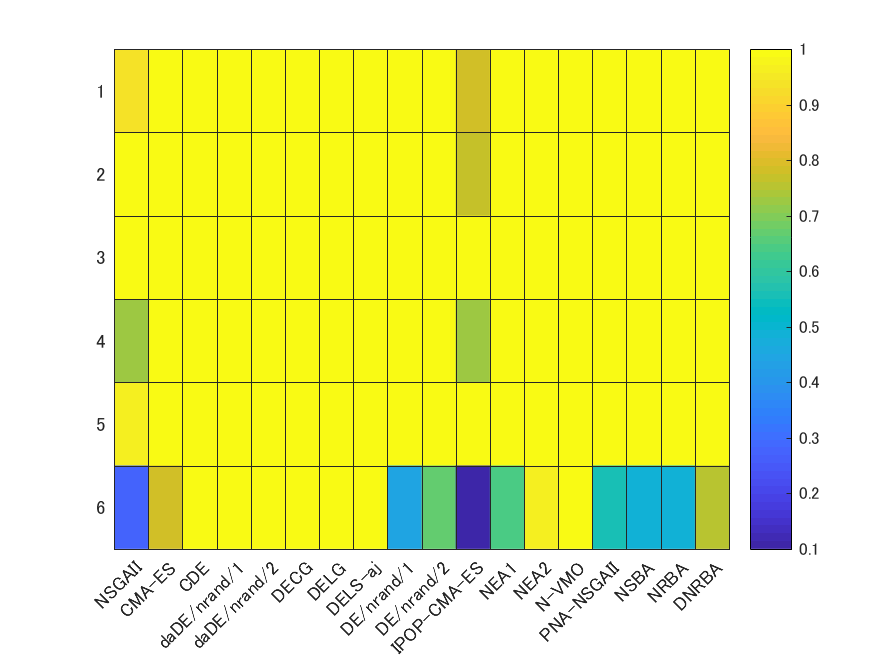 1
2
3
4
5
6
NSGAII
CMA-ES
CDE
daDE/nrand/1
daDE/nrand/2
DECG
DELG
DELS-aj
DE/nrand/1
DE/nrand/2
IPOP-CMA-ES
NEA1
NEA2
N-VMO
PNA-NSGAII
NSBA
NRBA
DNRBA
1
0.9
0.8
0.7
0.6
0.5
0.4
0.3
0.2
0.1